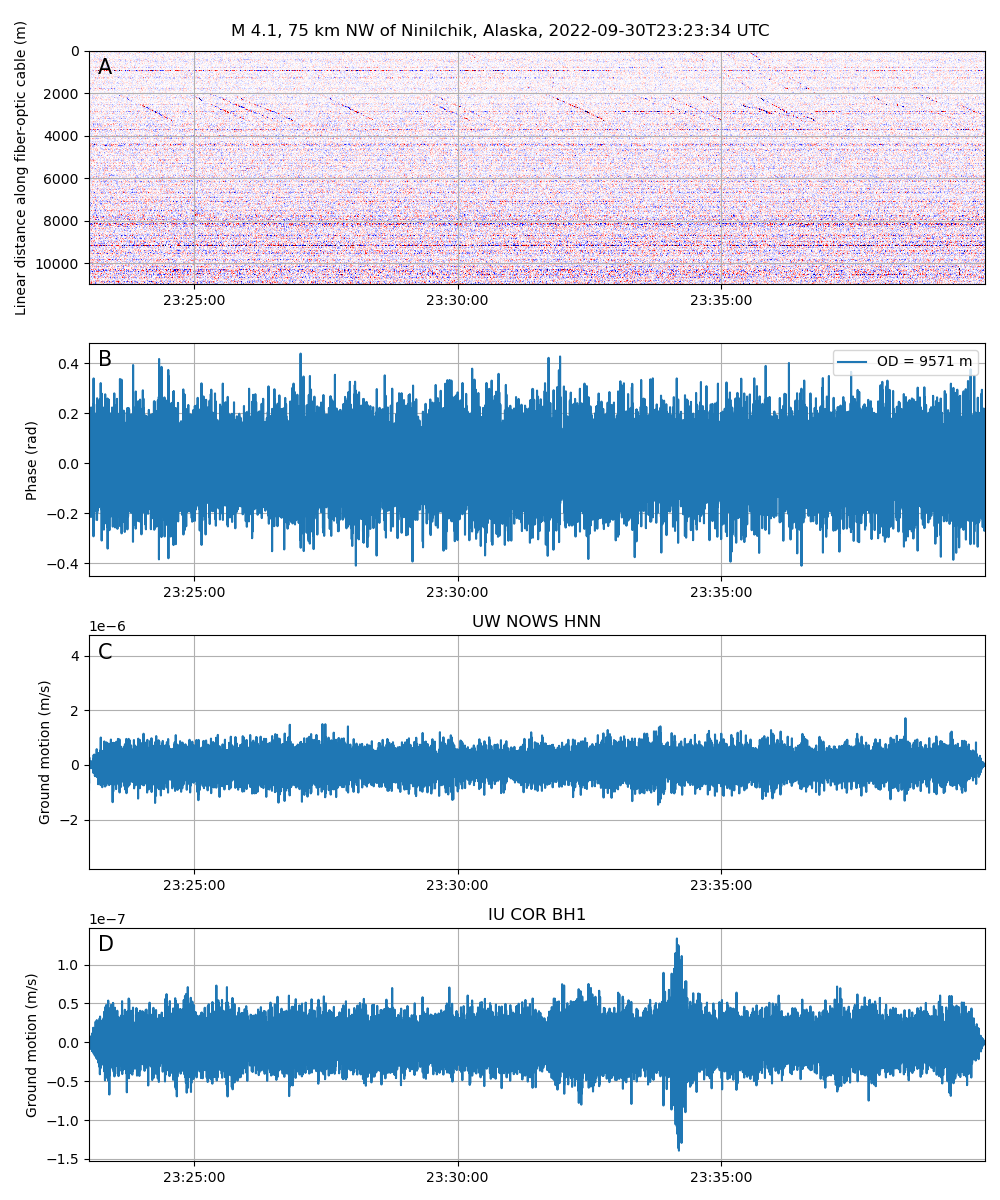 M 4.1, 75 km NW of Ninilchik, Alaska, 2022-09-30T23:23:34 UTC
Linear distance along fiber-optic cable (m)
A
0
2000
4000
6000
8000
10000
23:25:00 23:30:00 23:35:00
B
OD = 9571 m
Phase (rad)
0.4
0.2
0.0
−0.2
−0.4
23:25:00 23:30:00 23:35:00
UW NOWS HNN
1e−6
C
Ground motion (m/s)
4
2
0
−2
23:25:00 23:30:00 23:35:00
IU COR BH1
1e−7
D
Ground motion (m/s)
1.0
0.5
0.0
−0.5
−1.0
−1.5
23:25:00 23:30:00 23:35:00